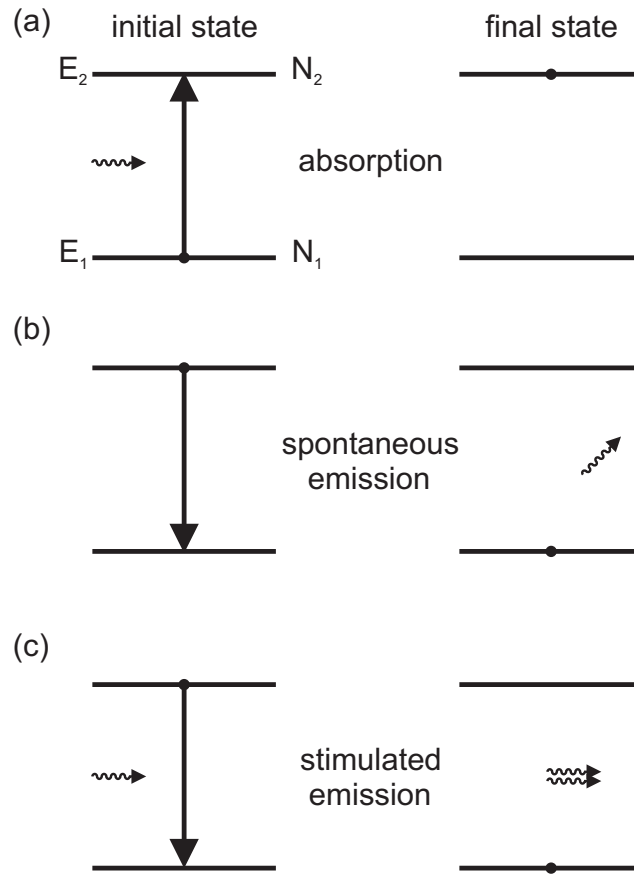 (a) initial state final state
E₂ N₂
absorption
E₁ N₁
(b)
spontaneous
emission
(c)
stimulated
emission